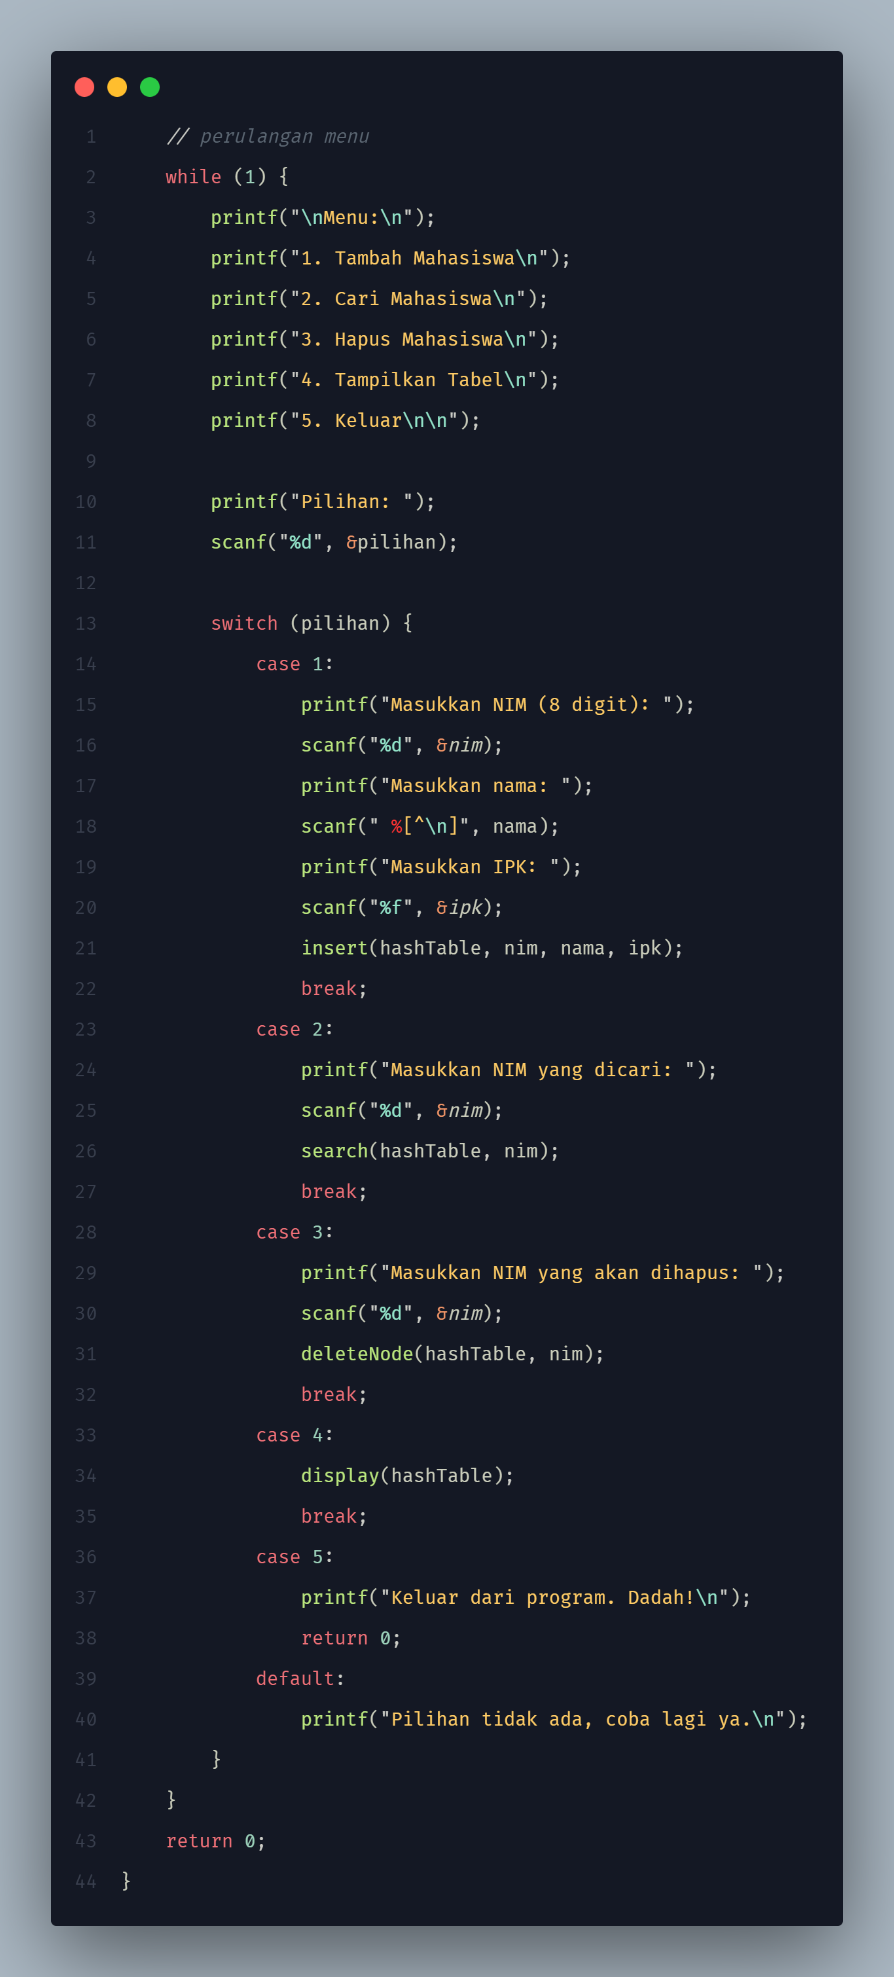 1 // perulangan menu
2 while (1) {
3 printf("\nMenu:\n");
4 printf("1. Tambah Mahasiswa\n");
5 printf("2. Cari Mahasiswa\n");
6 printf("3. Hapus Mahasiswa\n");
7 printf("4. Tampilkan Tabel\n");
8 printf("5. Keluar\n\n");
9
10 printf("Pilihan: ");
11 scanf("%d", &pilihan);
12
13 switch (pilihan) {
14 case 1:
15 printf("Masukkan NIM (8 digit): ");
16 scanf("%d", &nim);
17 printf("Masukkan nama: ");
18 scanf(" %[^\n]", nama);
19 printf("Masukkan IPK: ");
20 scanf("%f", &ipk);
21 insert(hashTable, nim, nama, ipk);
22 break;
23 case 2:
24 printf("Masukkan NIM yang dicari: ");
25 scanf("%d", &nim);
26 search(hashTable, nim);
27 break;
28 case 3:
29 printf("Masukkan NIM yang akan dihapus: ");
30 scanf("%d", &nim);
31 deleteNode(hashTable, nim);
32 break;
33 case 4:
34 display(hashTable);
35 break;
36 case 5:
37 printf("Keluar dari program. Dadah!\n");
38 return 0;
39 default:
40 printf("Pilihan tidak ada, coba lagi ya.\n");
41 }
42 }
43 return 0;
44 }